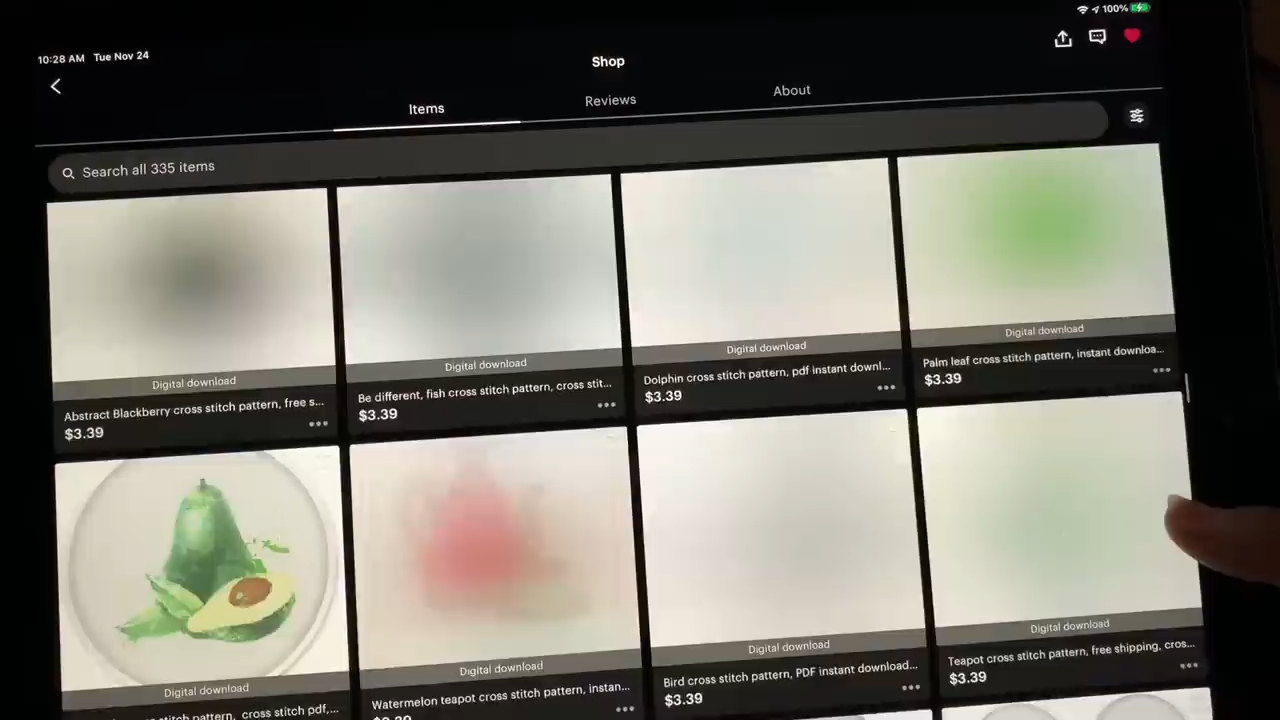 10:28 AM Tue Nov 24
100%
Shop
Items
Reviews
About
Search all 335 items
Digital download
Abstract Blackberry cross stitch pattern, free s...
$3.39
Digital download
Be different, fish cross stitch pattern, cross stit...
$3.39
Digital download
Dolphin cross stitch pattern, pdf instant downl...
$3.39
Digital download
Palm leaf cross stitch pattern, instant downloa...
$3.39
Digital download
pattern, cross stitch pdf,...
Digital download
Watermelon teapot cross stitch pattern, instan...
Digital download
Bird cross stitch pattern, PDF instant download...
$3.39
Digital download
Teapot cross stitch pattern, free shipping, cros...
$3.39